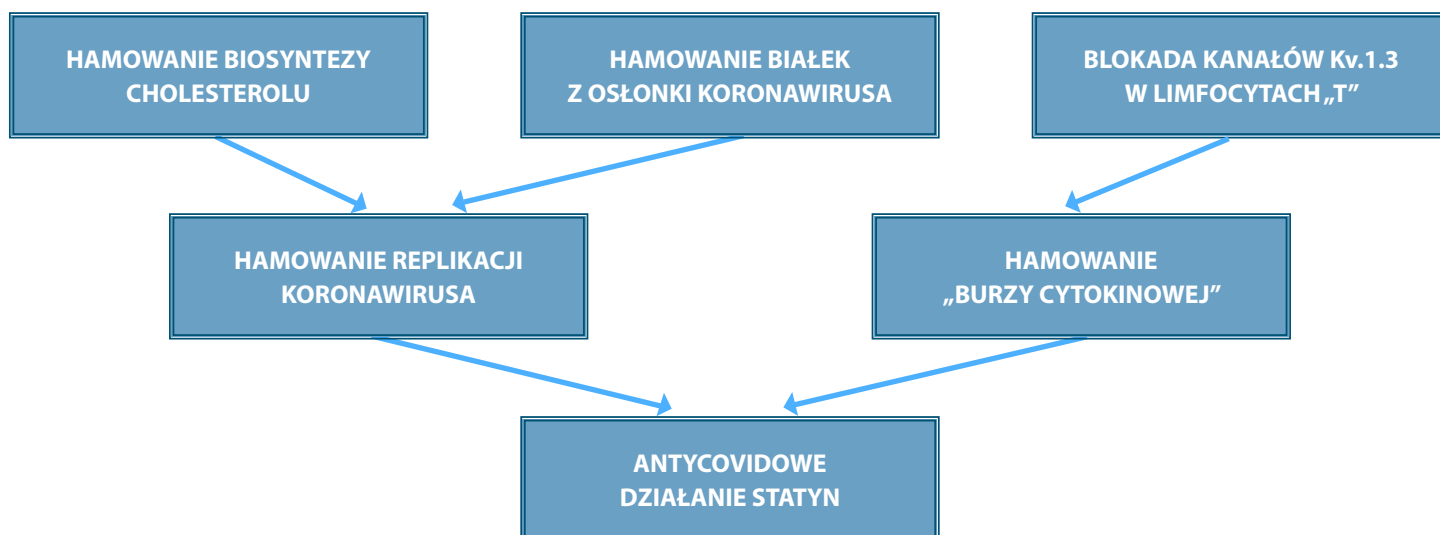 HAMOWANIE BIOSYNTEZY
CHOLESTEROLU
HAMOWANIE BIAŁEK
Z OSŁONKI KORONAWIRUSA
BLOKADA KANAŁÓW Kv.1.3
W LIMFOCYTACH „T”
HAMOWANIE REPLIKACJI
KORONAWIRUSA
HAMOWANIE
„BURZY CYTOKINOWEJ”
ANTYCOVIDOWE
DZIAŁANIE STATYN